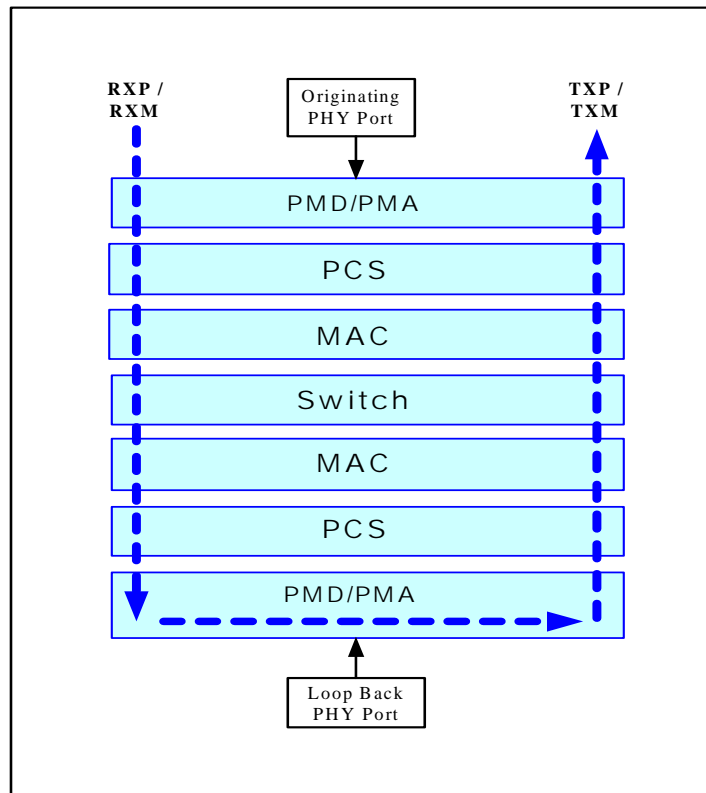 RXP /
RXM
Originating
PHY Port
TXP /
TXM
PMD/PMA
PCS
MAC
Switch
MAC
PCS
PMD/PMA
Loop Back
PHY Port